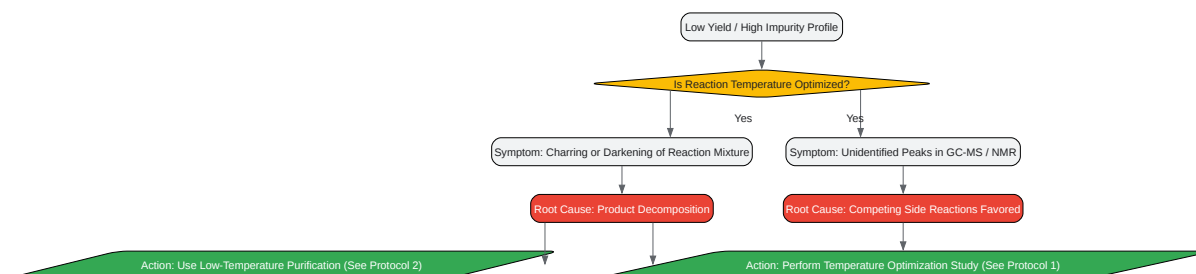 Low Yield / High Impurity Profile
Is Reaction Temperature Optimized?
Yes
Yes
Symptom: Charring or Darkening of Reaction Mixture
Symptom: Unidentified Peaks in GC-MS / NMR
Root Cause: Product Decomposition
Root Cause: Competing Side Reactions Favored
Action: Use Low-Temperature Purification (See Protocol 2)
Action: Perform Temperature Optimization Study (See Protocol 1)